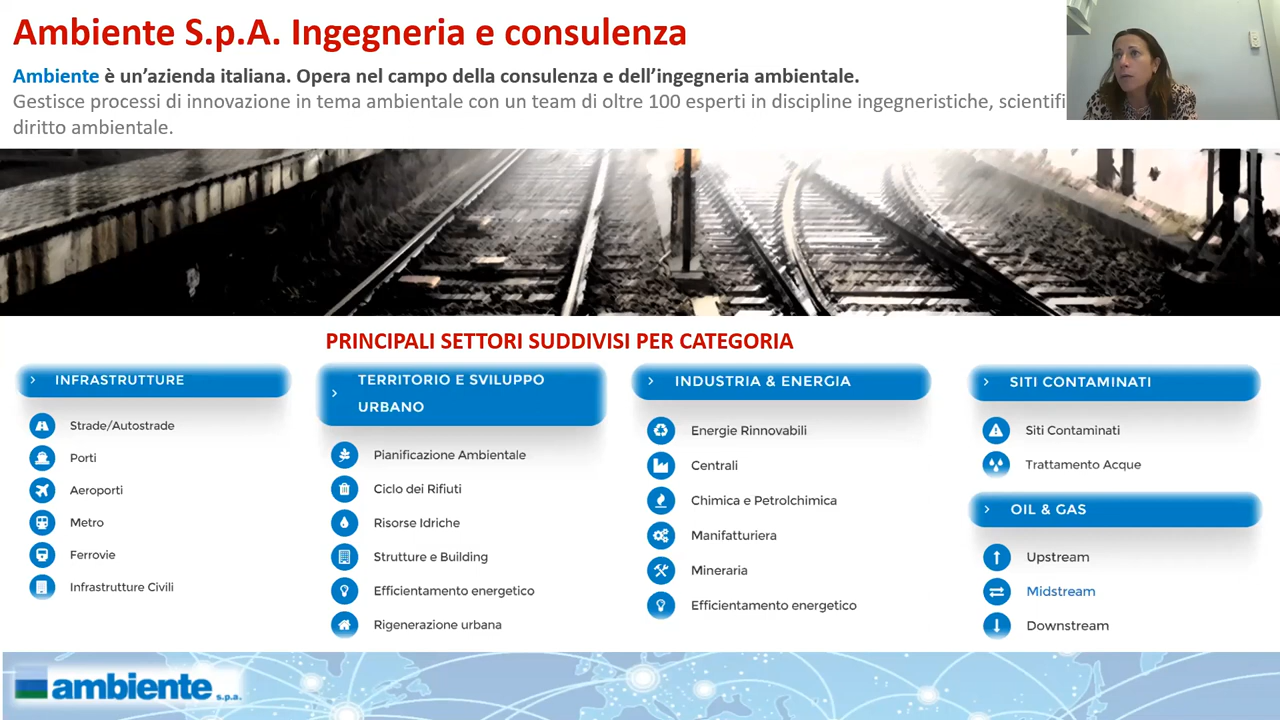 Ambiente S.p.A. Ingegneria e consulenza
Ambiente è un'azienda italiana. Opera nel campo della consulenza e dell'ingegneria ambientale.
Gestisce processi di innovazione in tema ambientale con un team di oltre 100 esperti in discipline ingegneristiche, scientifi
diritto ambientale.
PRINCIPALI SETTORI SUDDIVISI PER CATEGORIA
INFRASTRUTTURE
Strade/Autostrade
Porti
Aeroporti
Metro
Ferrovie
Infrastrutture Civili
TERRITORIO E SVILUPPO
URBANO
Pianificazione Ambientale
Ciclo dei Rifiuti
Risorse Idriche
Strutture e Building
Efficientamento energetico
Rigenerazione urbana
INDUSTRIA & ENERGIA
Energie Rinnovabili
Centrali
Chimica e Petrolchimica
Manifatturiera
Mineraria
Efficientamento energetico
SITI CONTAMINATI
Siti Contaminati
Trattamento Acque
OIL & GAS
Upstream
Midstream
Downstream
ambiente s.p.a.